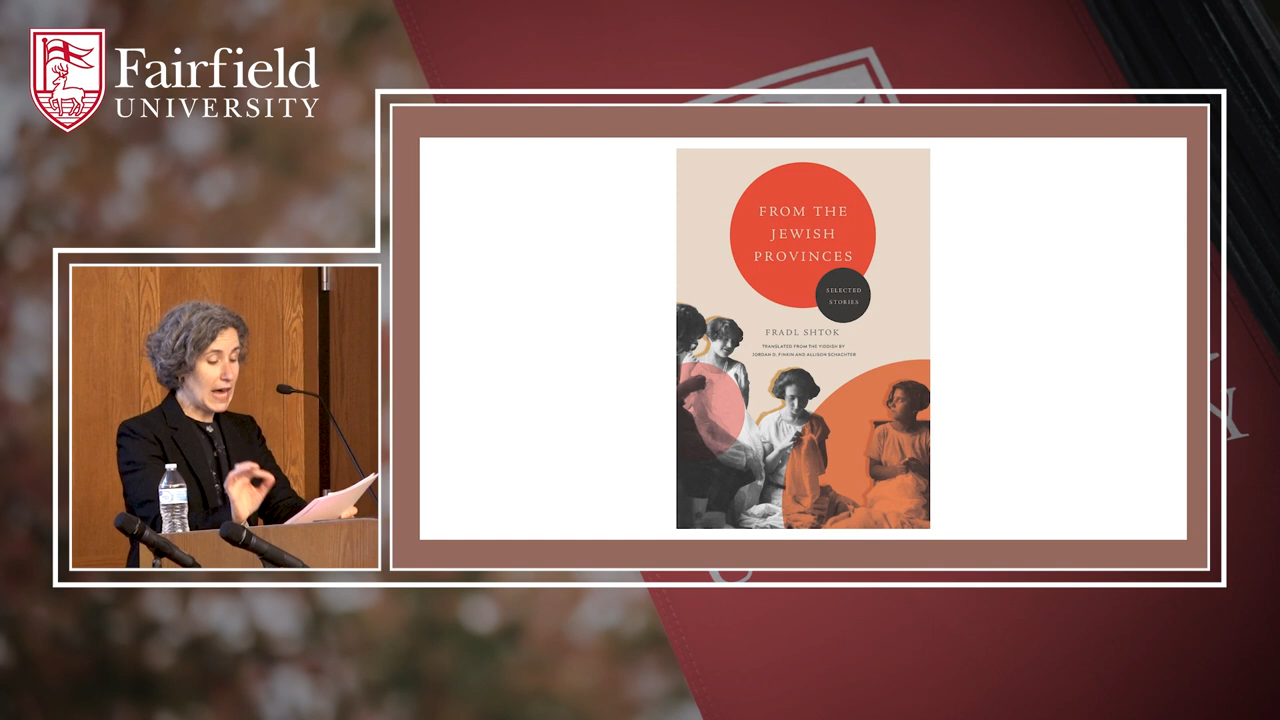 Fairfield
UNIVERSITY
FROM THE
JEWISH
PROVINCES
SELECTED
STORIES
FRADL SHTOK
TRANSLATED FROM THE YIDDISH BY
JORDAN D. FINKIN AND ALLISON SCHACHTER